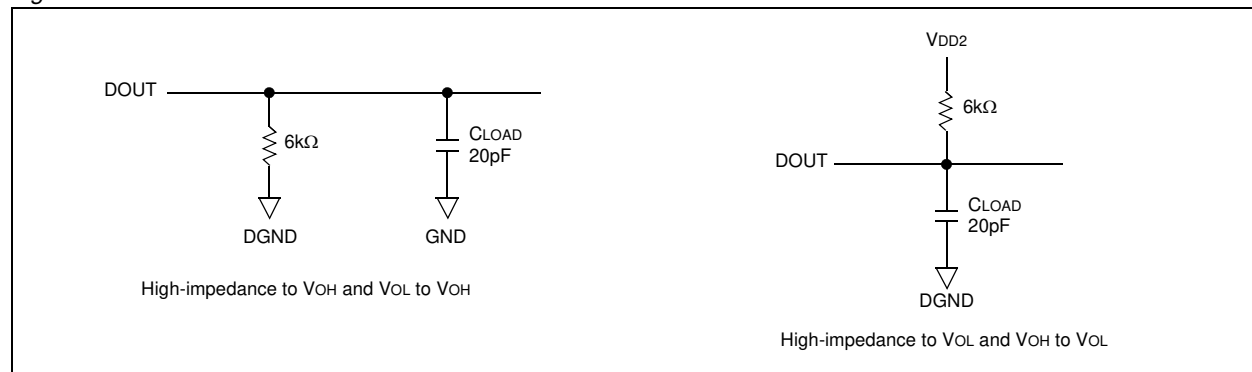 DOUT
6kΩ
CLOAD
20pF
DGND
GND
High-impedance to VOH and VOL to VOH
VDD2
6kΩ
DOUT
CLOAD
20pF
DGND
High-impedance to VOL and VOH to VOL